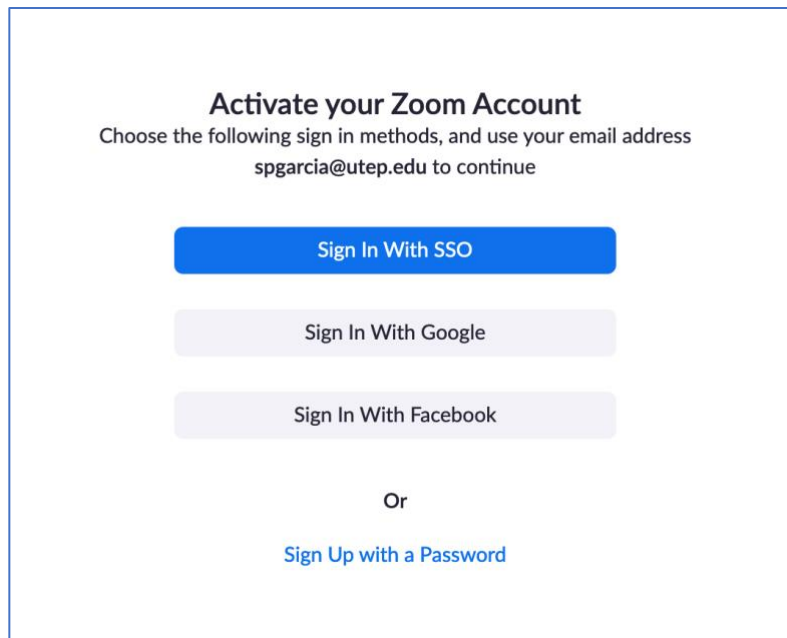 Activate your Zoom Account
Choose the following sign in methods, and use your email address
spgarcia@utep.edu to continue
Sign In With SSO
Sign In With Google
Sign In With Facebook
Or
Sign Up with a Password